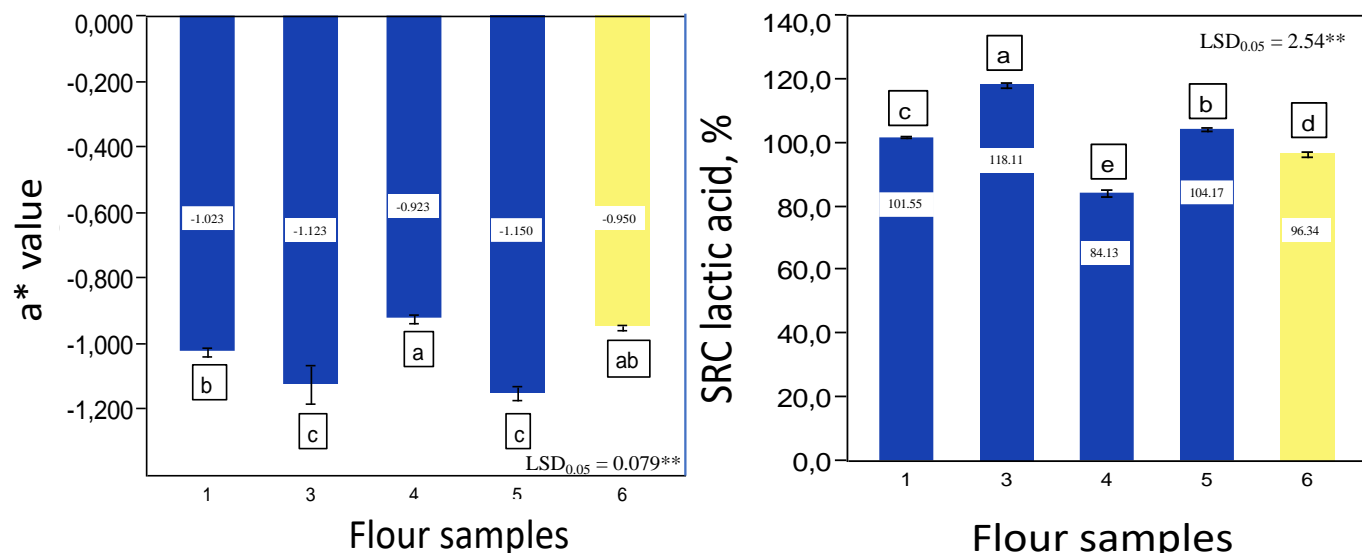 0,000
-0,200
-0,400
-0,600
-0,800
-1,000
-1,200
a* value
-1.023
-1.123
-0.923
-1.150
-0.950
b
c
a
c
ab
LSD0.05 = 0.079**
1 3 4 5 6
Flour samples
140,0
120,0
100,0
80,0
60,0
40,0
20,0
0,0
SRC lactic acid, %
LSD0.05 = 2.54**
c
a
e
b
d
101.55
118.11
84.13
104.17
96.34
1 3 4 5 6
Flour samples